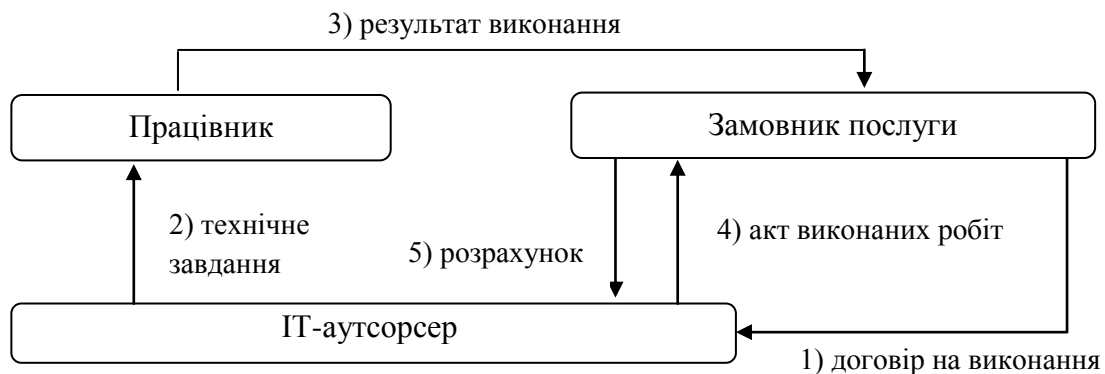 3) результат виконання
Працівник
Замовник послуги
2) технічне
завдання
4) акт виконаних робіт
5) розрахунок
ІТ-аутсорсер
1) договір на виконання